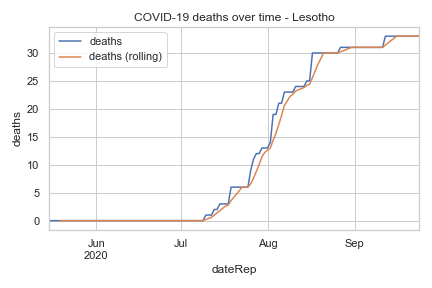 COVID-19 deaths over time - Lesotho
deaths
deaths (rolling)
30
25
20
15
10
5
0
deaths
Jun
2020
Jul
Aug
Sep
dateRep